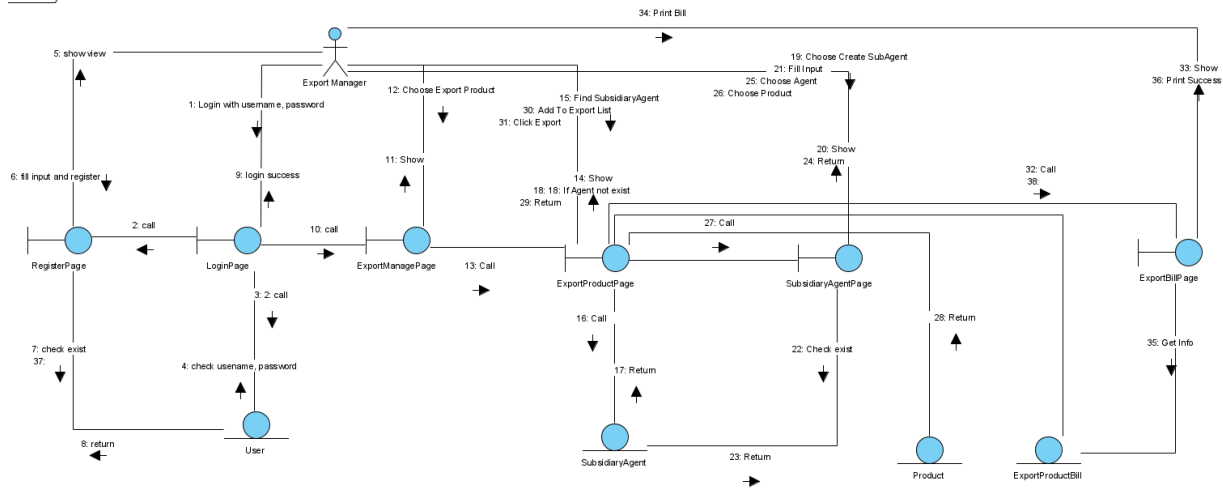 34: Print Bill
5: show view
Export Manager
19: Choose Create SubAgent
21: Fill Input
25: Choose Agent
26: Choose Product
33: Show
36: Print Success
12: Choose Export Product
15: Find SubsidiaryAgent
30: Add To Export List
31: Click Export
1: Login with username, password
11: Show
20: Show
24: Return
6: fill input and register
9: login success
14: Show
18: 18: If Agent not exist
29: Return
32: Call
38:
2: call
10: call
27: Call
RegisterPage
LoginPage
ExportManagePage
13: Call
ExportProductPage
SubsidiaryAgentPage
ExportBillPage
3: 2: call
16: Call
28: Return
7: check exist
37:
22: Check exist
35: Get Info
4: check usename, password
17: Return
8: return
User
SubsidiaryAgent
23: Return
Product
ExportProductBill